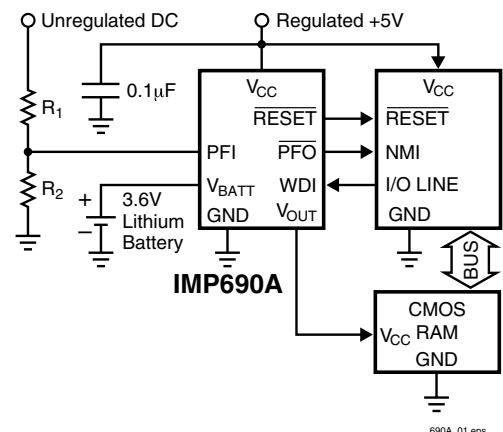 Unregulated DC
Regulated +5V
0.1µF
R1
R2
VCC
RESET
PFI
PFO
VBATT
WDI
GND
VOUT
+
3.6V
–
Lithium
Battery
IMP690A
VCC
RESET
NMI
I/O LINE
GND
BUS
CMOS
VCC RAM
GND
690A_01.eps